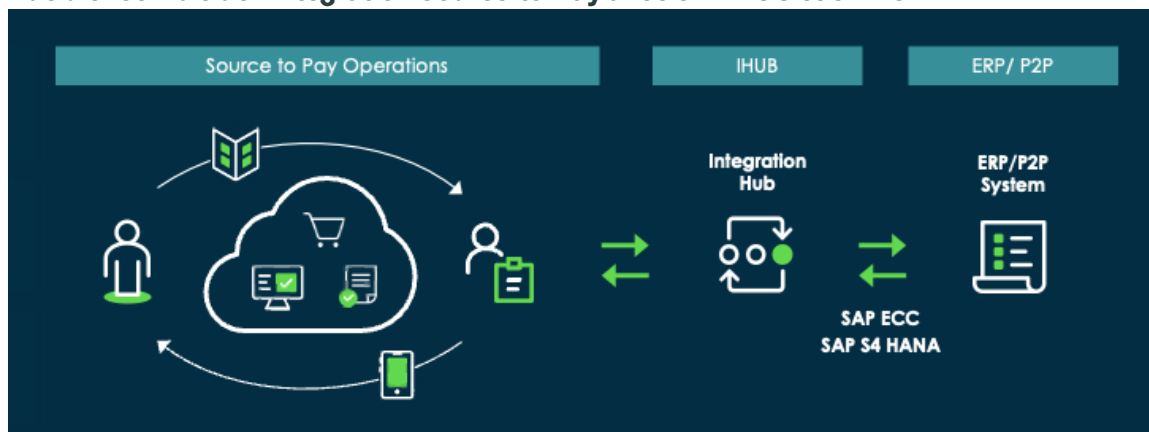 Source to Pay Operations
IHUB
ERP/ P2P
Integration
Hub
ERP/P2P
System
SAP ECC
SAP S4 HANA